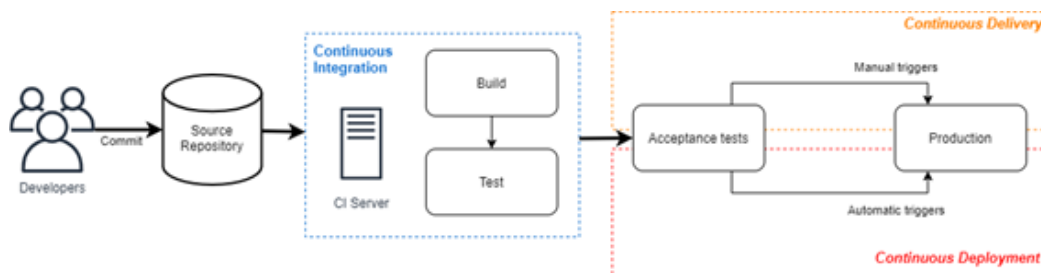 Continuous Delivery
Continuous
Integration
Manual triggers
Build
Source
Repository
Commit
Acceptance tests
Production
Developers
CI Server
Test
Automatic triggers
Continuous Deployment